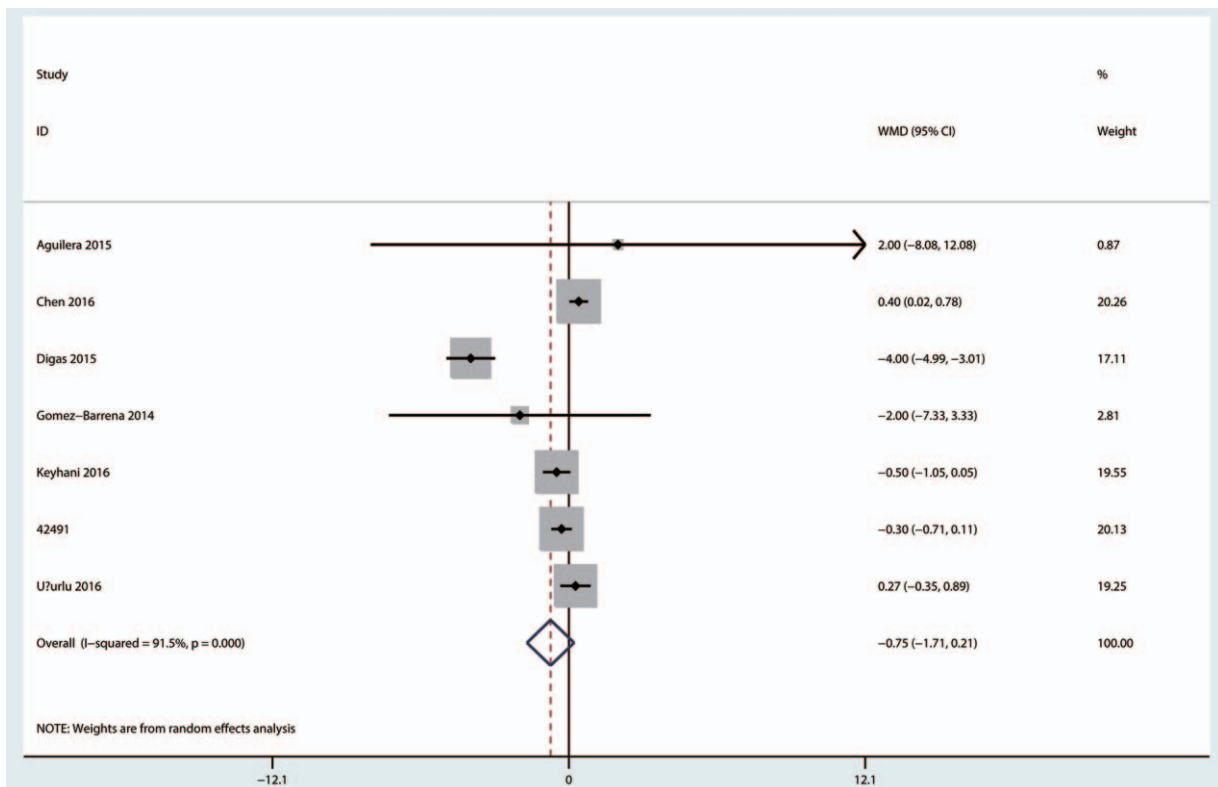 Study %
ID WMD (95% CI) Weight
Aguilera 2015 2.00 (−8.08, 12.08) 0.87
Chen 2016 0.40 (0.02, 0.78) 20.26
Digas 2015 −4.00 (−4.99, −3.01) 17.11
Gomez−Barrena 2014 −2.00 (−7.33, 3.33) 2.81
Keyhani 2016 −0.50 (−1.05, 0.05) 19.55
42491 −0.30 (−0.71, 0.11) 20.13
U?urlu 2016 0.27 (−0.35, 0.89) 19.25
Overall (I−squared = 91.5%, p = 0.000) −0.75 (−1.71, 0.21) 100.00
NOTE: Weights are from random effects analysis
−12.1 0 12.1